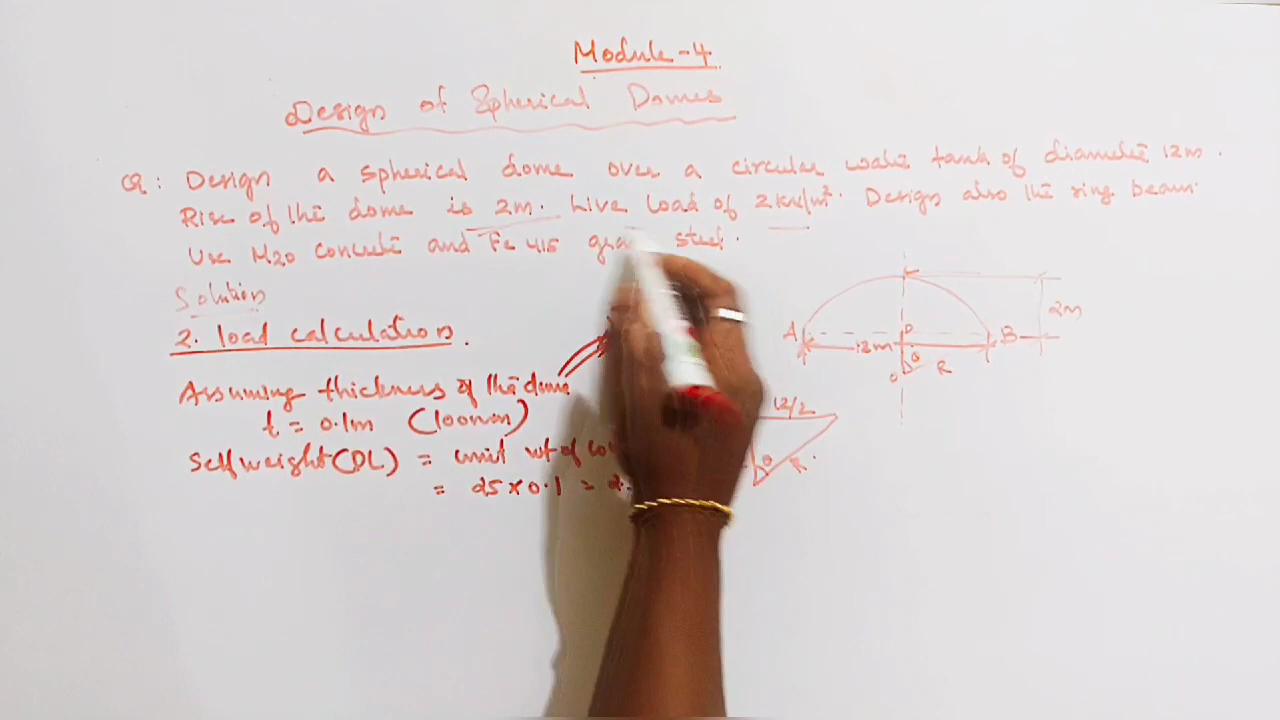 Module-4
Design of Spherical Domes
Q: Design a spherical dome over a circular water tank of diameter 12m.
Rise of the dome is 2m. Live load of 2kN/m². Design also the ring beam.
Use M20 concrete and Fe 415 steel.
Solution
2. load calculation.
Assuming thickness of the dome
t = 0.1m (100mm)
Selfweight (DL) = unit wt of
= 25 × 0.1 =
A P B 2m
12m θ R
O
12/2
θ R